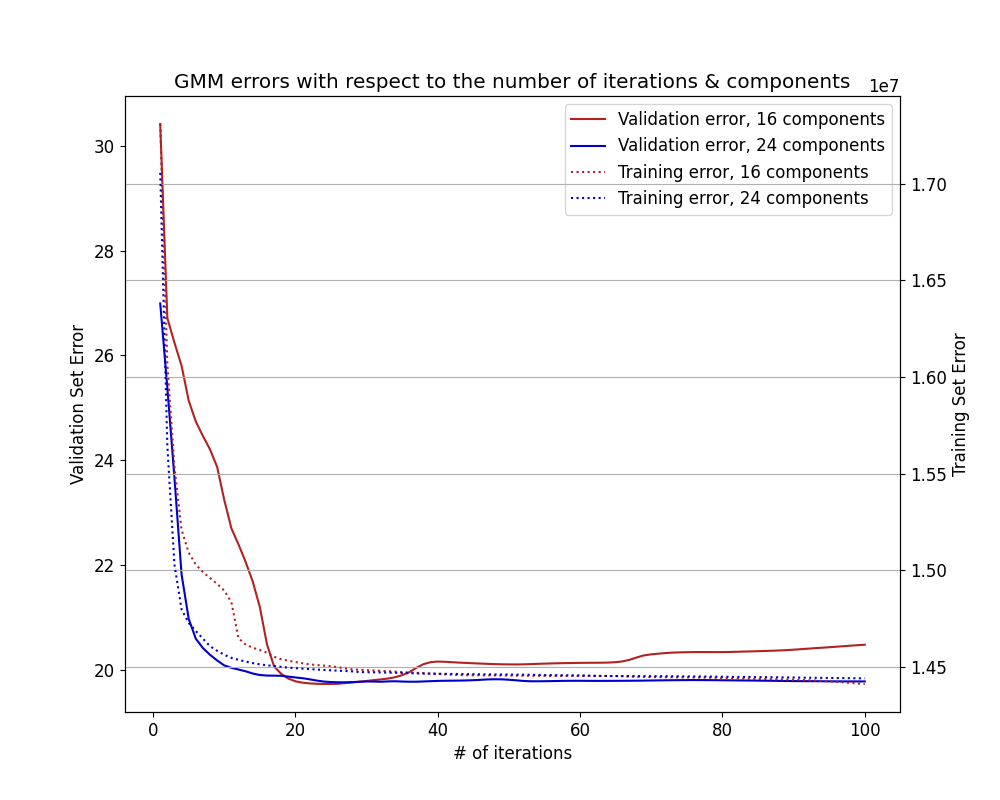 GMM errors with respect to the number of iterations & components
1e7
Validation error, 16 components
Validation error, 24 components
Training error, 16 components
Training error, 24 components
30
28
26
24
22
20
Validation Set Error
1.70
1.65
1.60
1.55
1.50
1.45
Training Set Error
0 20 40 60 80 100
# of iterations